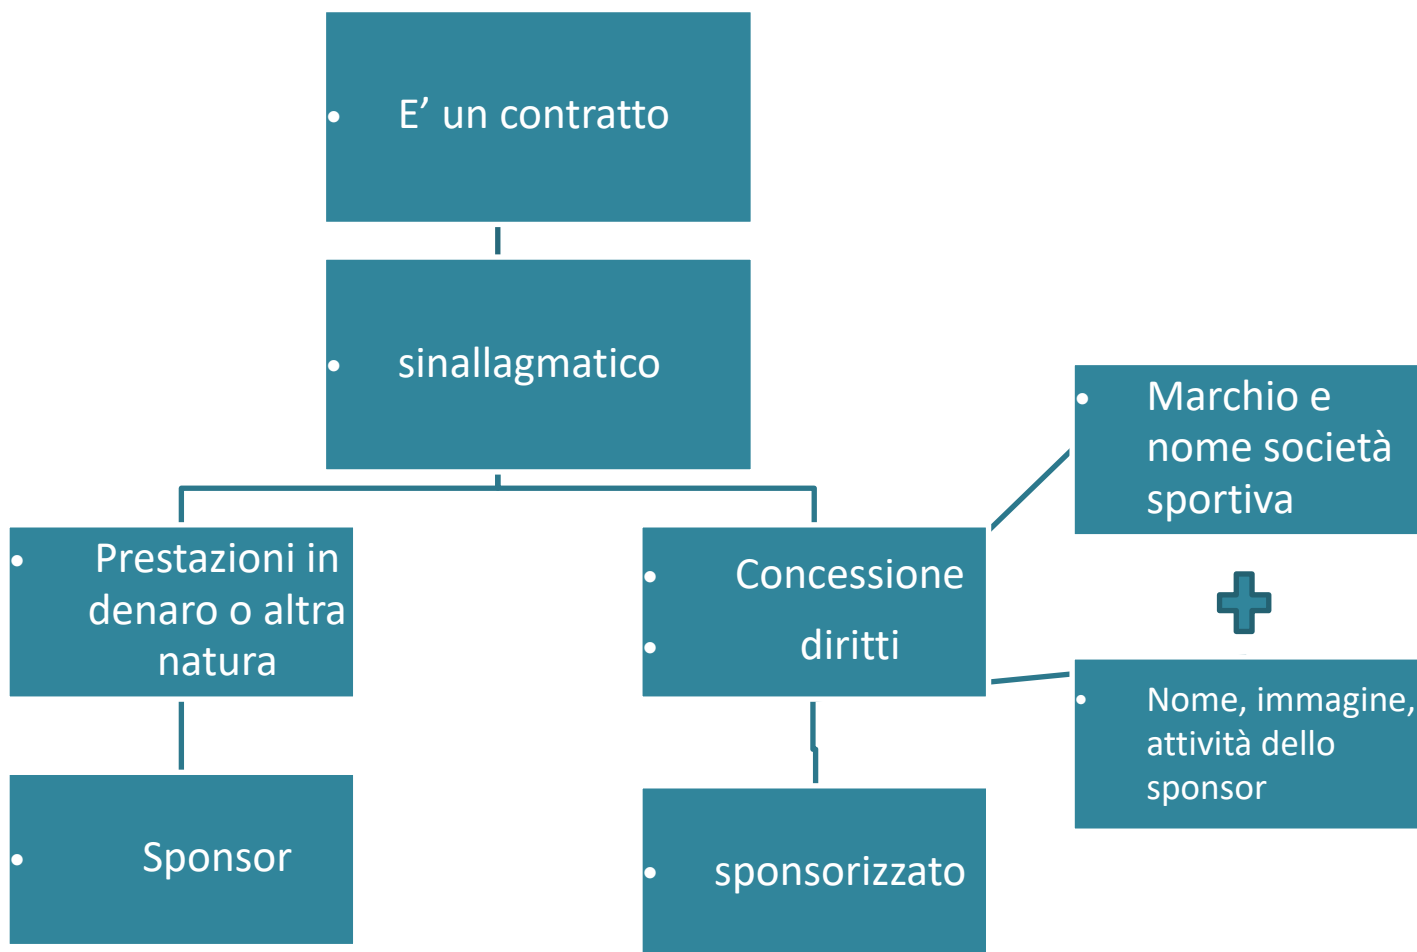 • E’ un contratto
• sinallagmatico
• Marchio e
nome società
sportiva
• Prestazioni in
denaro o altra
natura
• Concessione
• diritti
• Nome, immagine,
attività dello
sponsor
• Sponsor
• sponsorizzato